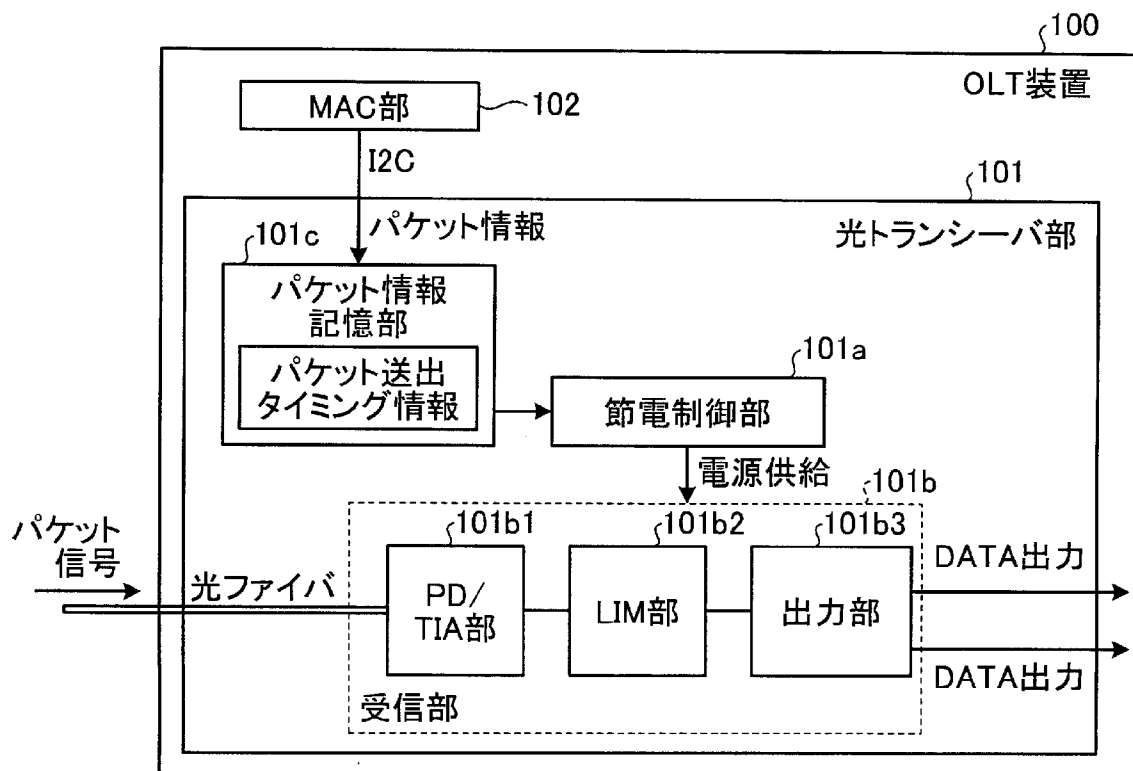 100
OLT装置
MAC部
102
I2C
101
パケット情報
光トランシーバ部
101c
パケット情報
記憶部
パケット送出
タイミング情報
101a
節電制御部
電源供給
101b
101b1
101b2
101b3
パケット
信号
光ファイバ
PD/
TIA部
LIM部
出力部
DATA出力
DATA出力
受信部